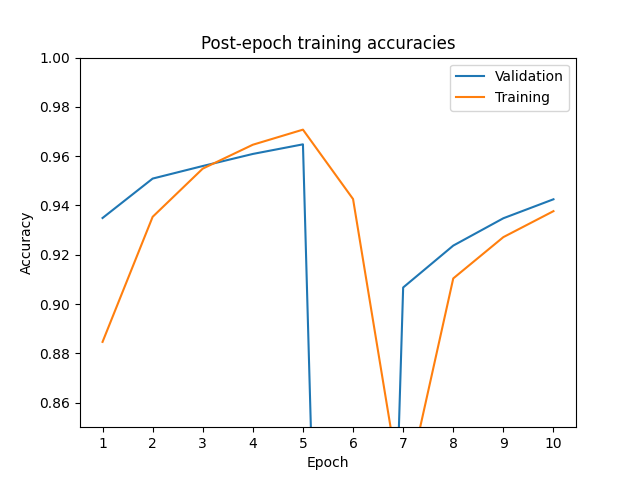 Post-epoch training accuracies
Accuracy
1.00
0.98
0.96
0.94
0.92
0.90
0.88
0.86
Validation
Training
1 2 3 4 5 6 7 8 9 10
Epoch